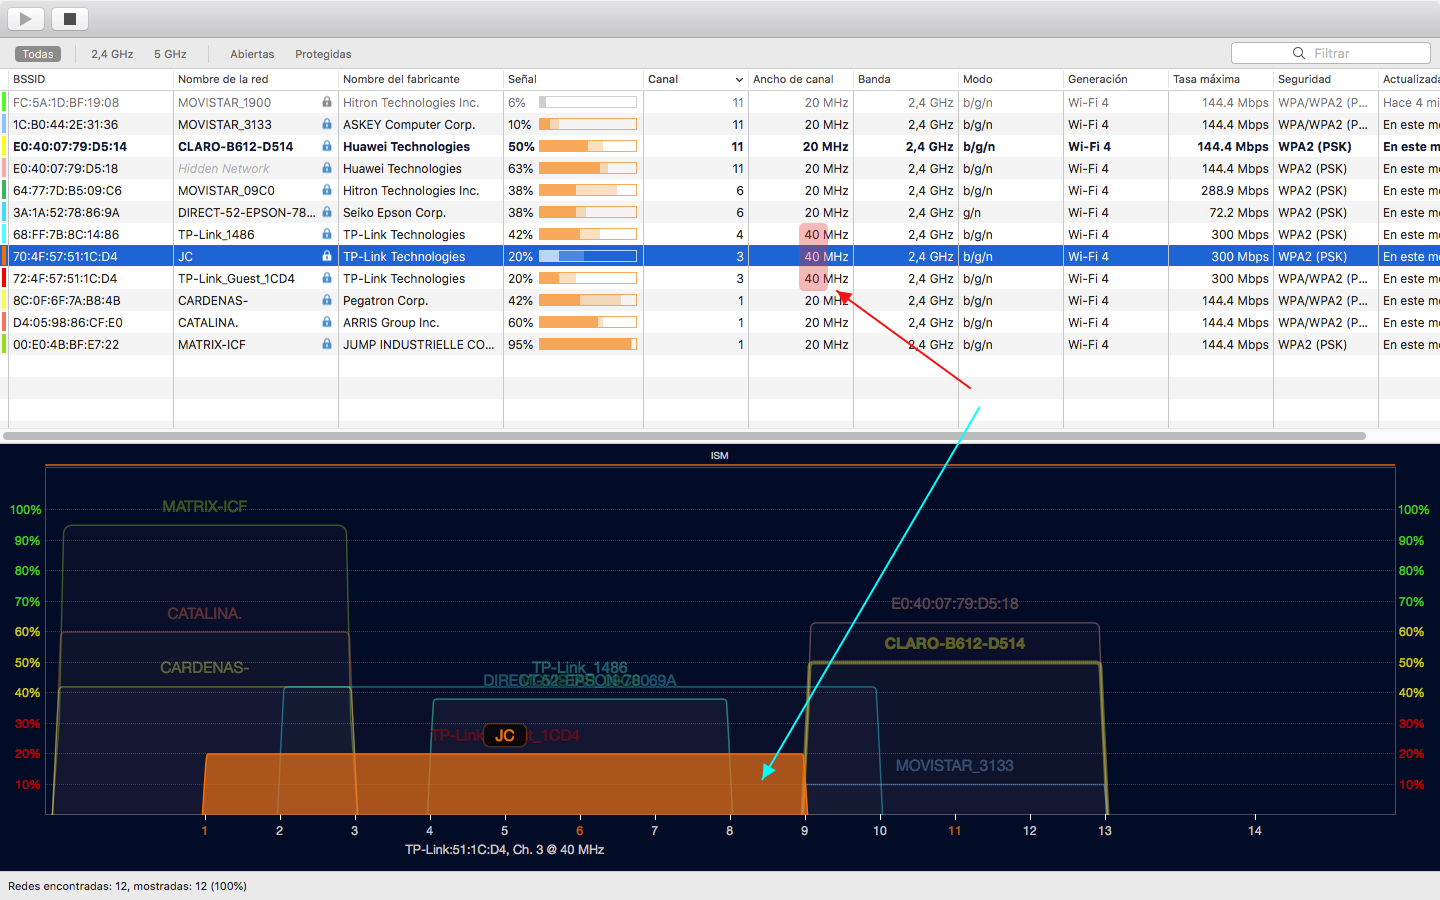 Todas 2,4 GHz 5 GHz Abiertas Protegidas Filtrar
BSSID Nombre de la red Nombre del fabricante Señal Canal Ancho de canal Banda Modo Generación Tasa máxima Seguridad Actualizada
FC:5A:1D:BF:19:08 MOVISTAR_1900 Hitron Technologies Inc. 6% 11 20 MHz 2,4 GHz b/g/n Wi-Fi 4 144.4 Mbps WPA/WPA2 (P... Hace 4 mi
1C:B0:44:2E:31:36 MOVISTAR_3133 ASKEY Computer Corp. 10% 11 20 MHz 2,4 GHz b/g/n Wi-Fi 4 144.4 Mbps WPA/WPA2 (P... En este mo
E0:40:07:79:D5:14 CLARO-B612-D514 Huawei Technologies 50% 11 20 MHz 2,4 GHz b/g/n Wi-Fi 4 144.4 Mbps WPA2 (PSK) En este m
E0:40:07:79:D5:18 Hidden Network Huawei Technologies 63% 11 20 MHz 2,4 GHz b/g/n Wi-Fi 4 144.4 Mbps WPA2 (PSK) En este mo
64:77:7D:B5:09:C6 MOVISTAR_09C0 Hitron Technologies Inc. 38% 6 20 MHz 2,4 GHz b/g/n Wi-Fi 4 288.9 Mbps WPA2 (PSK) En este mo
3A:1A:52:78:86:9A DIRECT-52-EPSON-78... Seiko Epson Corp. 38% 6 20 MHz 2,4 GHz g/n Wi-Fi 4 72.2 Mbps WPA2 (PSK) En este mo
68:FF:7B:8C:14:86 TP-Link_1486 TP-Link Technologies 42% 4 40 MHz 2,4 GHz b/g/n Wi-Fi 4 300 Mbps WPA2 (PSK) En este mo
70:4F:57:51:1C:D4 JC TP-Link Technologies 20% 3 40 MHz 2,4 GHz b/g/n Wi-Fi 4 300 Mbps WPA2 (PSK) En este mo
72:4F:57:51:1C:D4 TP-Link_Guest_1CD4 TP-Link Technologies 20% 3 40 MHz 2,4 GHz b/g/n Wi-Fi 4 300 Mbps WPA/WPA2 (P... En este mo
8C:0F:6F:7A:B8:4B CARDENAS- Pegatron Corp. 42% 1 20 MHz 2,4 GHz b/g/n Wi-Fi 4 144.4 Mbps WPA/WPA2 (P... En este mo
D4:05:98:86:CF:E0 CATALINA. ARRIS Group Inc. 60% 1 20 MHz 2,4 GHz b/g/n Wi-Fi 4 144.4 Mbps WPA/WPA2 (P... En este mo
00:E0:4B:BF:E7:22 MATRIX-ICF JUMP INDUSTRIELLE CO... 95% 1 20 MHz 2,4 GHz b/g/n Wi-Fi 4 144.4 Mbps WPA2 (PSK) En este mo
ISM
MATRIX-ICF
100% 100%
90% 90%
80% 80%
70% 70%
CATALINA. E0:40:07:79:D5:18
60% 60%
CLARO-B612-D514
50% 50%
CARDENAS- TP-Link_1486
40% 40%
30% 30%
JC
20% 20%
MOVISTAR_3133
10% 10%
1 2 3 4 5 6 7 8 9 10 11 12 13 14
TP-Link:51:1C:D4, Ch. 3 @ 40 MHz
Redes encontradas: 12, mostradas: 12 (100%)